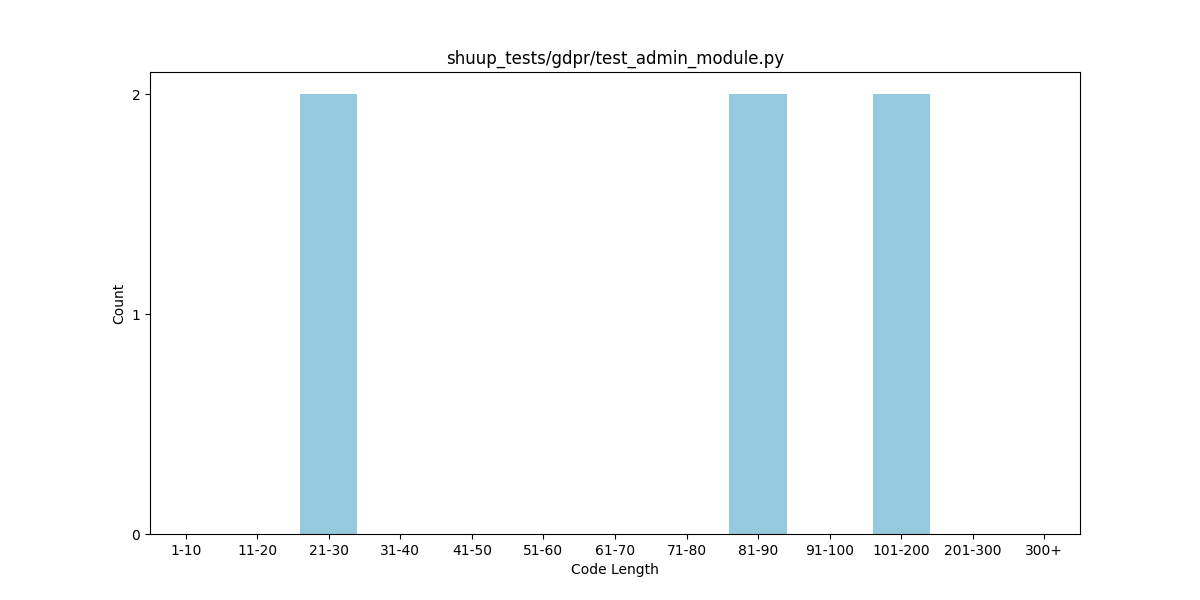 shuup_tests/gdpr/test_admin_module.py
2
1
0
Count
1-10 11-20 21-30 31-40 41-50 51-60 61-70 71-80 81-90 91-100 101-200 201-300 300+
Code Length